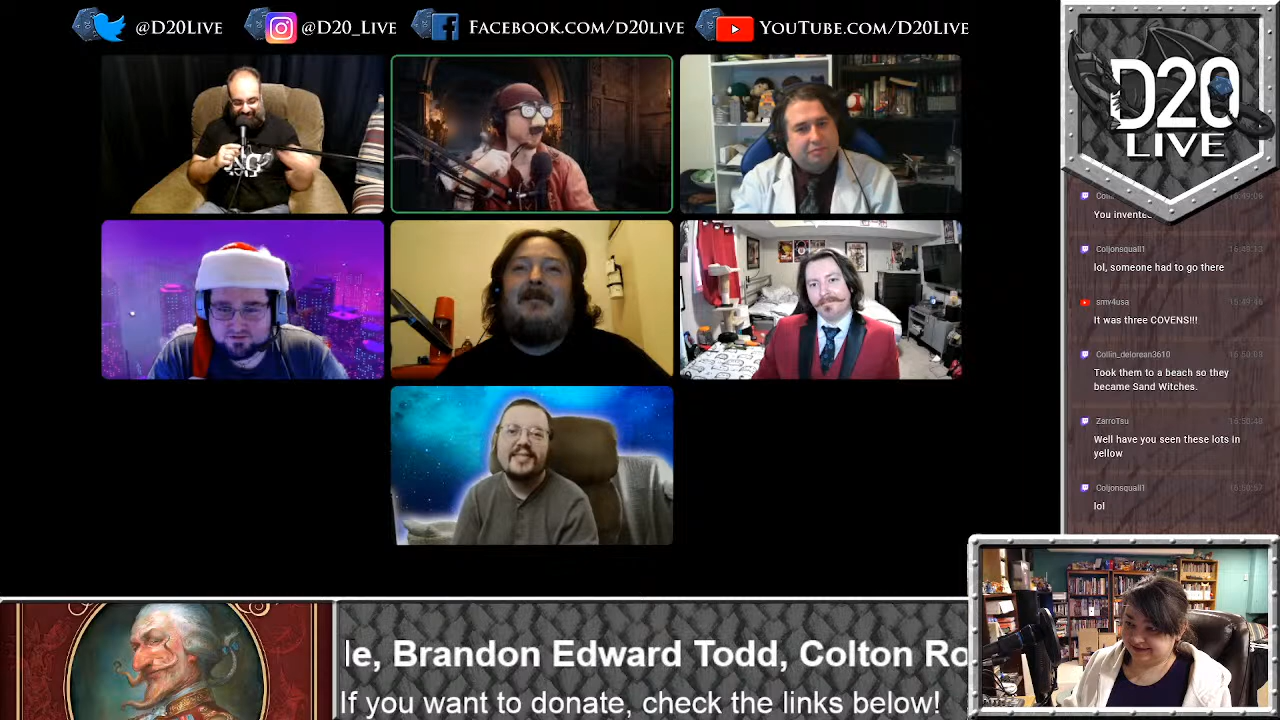 @D20Live @D20_Live Facebook.com/d20live YouTube.com/D20Live
D20
LIVE
You invented
Coljonsquall1
lol, someone had to go there
smv4usa
It was three COVENS!!!
Collin_delorean3610
Took them to a beach so they
became Sand Witches.
ZarroTsu
Well have you seen these lots in
yellow
Coljonsquall1
lol
le, Brandon Edward Todd, Colton Ro
If you want to donate, check the links below!